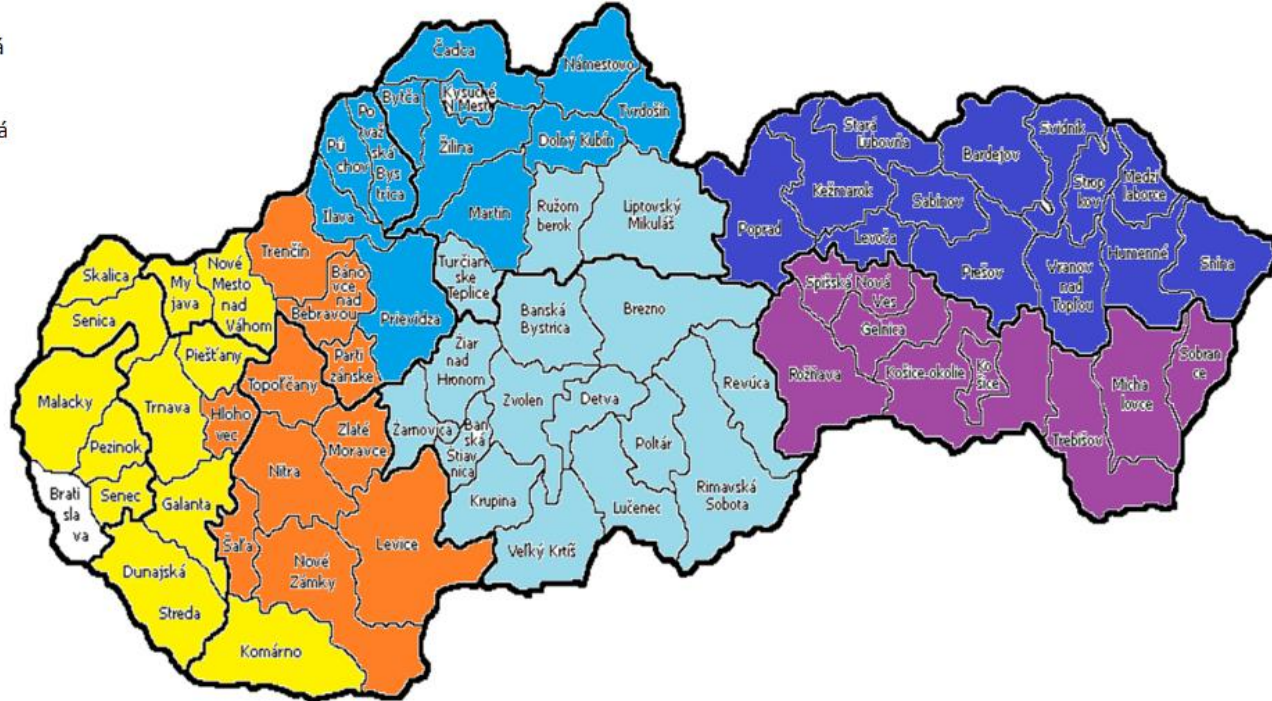 á
á
Čadca
Námestovo
Bytča
Kysucké
N.Mesto
Tvrdošín
Po
važ
ská
Bys
trica
Pú
chov
Žilina
Dolný Kubín
Ilava
Martin
Ružom
berok
Liptovský
Mikuláš
Stará
Ľubovňa
Bardejov
Svidník
Strop
kov
Medzi
laborce
Kežmarok
Sabinov
Poprad
Levoča
Prešov
Vranov
nad
Topľou
Humenné
Snina
Trenčín
Báno
vce nad
Bebravou
Prievidza
Turčian
ske
Teplice
Skalica
Senica
My
java
Nové
Mesto
nad
Váhom
Piešťany
Topoľčany
Parti
zánske
Žiar
nad
Hronom
Banská
Bystrica
Brezno
Spišská Nová
Ves
Gelnica
Rožňava
Košice-okolie
Ko
šice
Michalovce
Sobran
ce
Trebišov
Malacky
Trnava
Hloho
vec
Zlaté
Moravce
Žarnovica
Ban
ská
Štiav
nica
Zvolen
Detva
Revúca
Poltár
Pezinok
Nitra
Brati
sla
va
Senec
Galanta
Krupina
Lučenec
Rimavská
Sobota
Šaľa
Levice
Veľký Krtíš
Dunajská
Streda
Nové
Zámky
Komárno